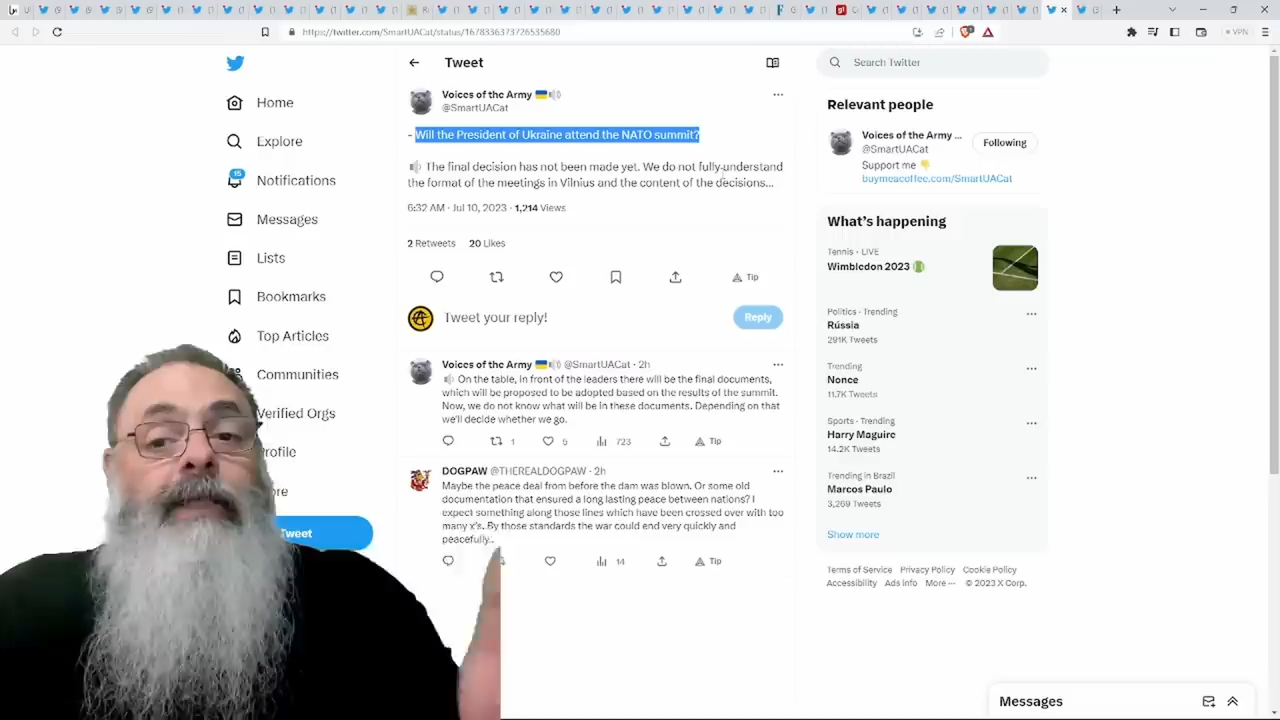 https://twitter.com/SmartUACat/status/1678336373726535680
VPN
Home
Explore
15
Notifications
Messages
Lists
Bookmarks
Top Articles
Communities
Verified Orgs
rofile
ore
Tweet
Tweet
Voices of the Army
@SmartUACat
- Will the President of Ukraine attend the NATO summit?
The final decision has not been made yet. We do not fully understand
the format of the meetings in Vilnius and the content of the decisions...
6:32 AM · Jul 10, 2023 · 1,214 Views
2 Retweets 20 Likes
Tip
Tweet your reply!
Reply
Voices of the Army @SmartUACat · 2h
On the table, in front of the leaders there will be the final documents,
which will be proposed to be adopted based on the results of the summit.
Now, we do not know what will be in these documents. Depending on that
we'll decide whether we go.
1 5 723 Tip
DOGPAW @THEREALDOGPAW · 2h
Maybe the peace deal from before the dam was blown. Or some old
documentation that ensured a long lasting peace between nations? I
expect something along those lines which have been crossed over with too
many x's. By those standards the war could end very quickly and
peacefully..
14 Tip
Search Twitter
Relevant people
Voices of the Army ...
@SmartUACat
Following
Support me
buymeacoffee.com/SmartUACat
What's happening
Tennis · LIVE
Wimbledon 2023
Politics · Trending
Rússia
291K Tweets
Trending
Nonce
11.7K Tweets
Sports · Trending
Harry Maguire
14.2K Tweets
Trending in Brazil
Marcos Paulo
3,269 Tweets
Show more
Terms of Service Privacy Policy Cookie Policy
Accessibility Ads info More ··· © 2023 X Corp.
Messages